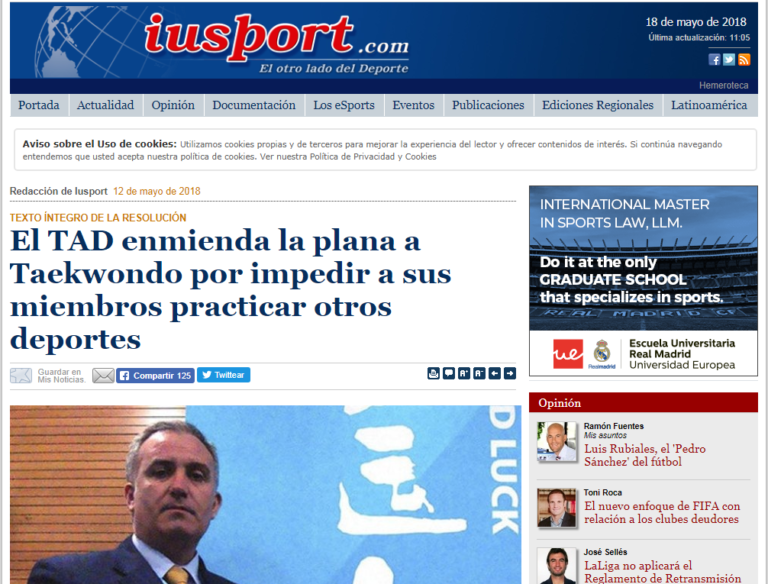 iusport.com
El otro lado del Deporte
18 de mayo de 2018
Última actualización: 11:05
Hemeroteca
Portada Actualidad Opinión Documentación Los eSports Eventos Publicaciones Ediciones Regionales Latinoamérica
Aviso sobre el Uso de cookies: Utilizamos cookies propias y de terceros para mejorar la experiencia del lector y ofrecer contenidos de interés. Si continúa navegando
entendemos que usted acepta nuestra política de cookies. Ver nuestra Política de Privacidad y Cookies
Redacción de Iusport 12 de mayo de 2018
TEXTO ÍNTEGRO DE LA RESOLUCIÓN
El TAD enmienda la plana a
Taekwondo por impedir a sus
miembros practicar otros
deportes
Guardar en
Mis Noticias.
Compartir 125
Twittear
D LUCK
INTERNATIONAL MASTER
IN SPORTS LAW, LLM.
Do it at the only
GRADUATE SCHOOL
that specializes in sports.
REAL MADRID CF
ue
Realmadrid
Escuela Universitaria
Real Madrid
Universidad Europea
Opinión
Ramón Fuentes
Mis asuntos
Luis Rubiales, el 'Pedro
Sánchez' del fútbol
Toni Roca
El nuevo enfoque de FIFA con
relación a los clubes deudores
José Sellés
LaLiga no aplicará el
Reglamento de Retransmisión